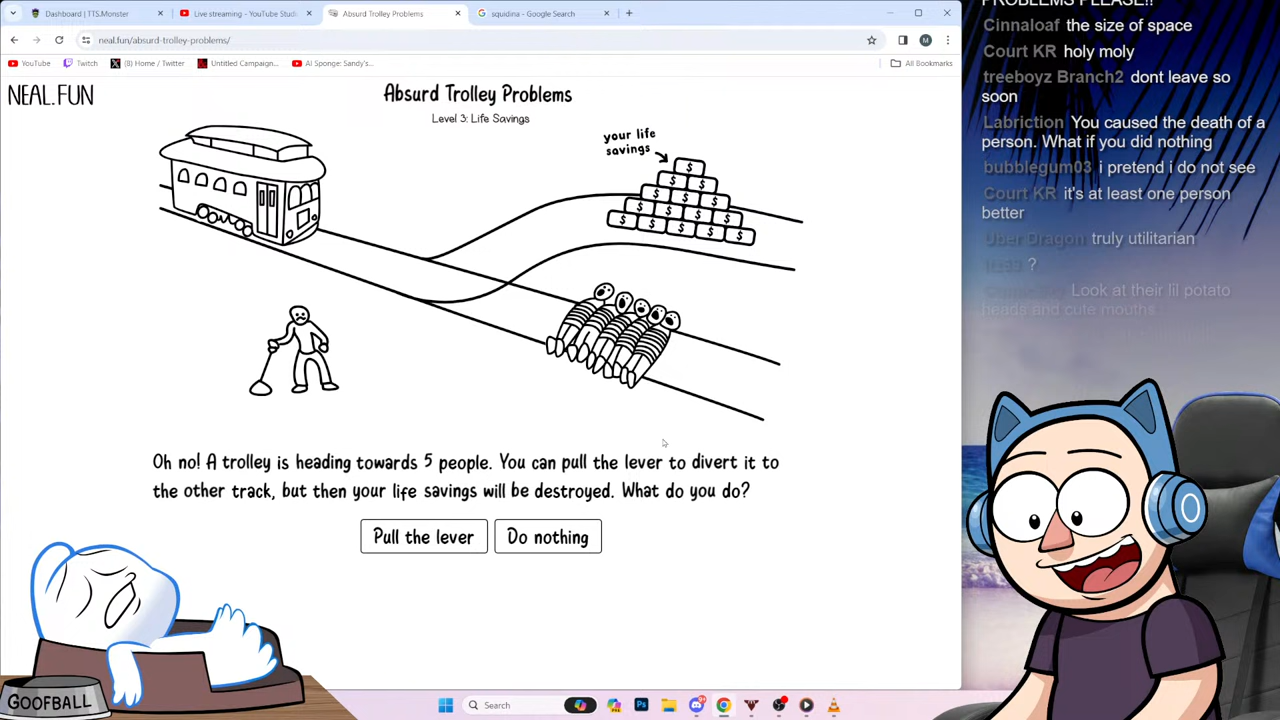 Dashboard | TTS.Monster
Live streaming - YouTube Studi
Absurd Trolley Problems
squidina - Google Search
neal.fun/absurd-trolley-problems/
M
YouTube
Twitch
(8) Home / Twitter
Untitled Campaign...
AI Sponge: Sandy's...
All Bookmarks
NEAL.FUN
Absurd Trolley Problems
Level 3: Life Savings
your life
savings
$
$ $
$ $ $
$ $ $ $
$ $ $ $ $
Oh no! A trolley is heading towards 5 people. You can pull the lever to divert it to
the other track, but then your life savings will be destroyed. What do you do?
Pull the lever
Do nothing
PROBLEMS PLEASE!!
Cinnaloaf the size of space
Court KR holy moly
treeboyz Branch2 dont leave so
soon
Labriction You caused the death of a
person. What if you did nothing
bubblegum03 i pretend i do not see
Court KR it's at least one person
better
Uber Dragon truly utilitarian
?
Look at their lil potato
heads and cute mouths
GOOFBALL
Search
Ps